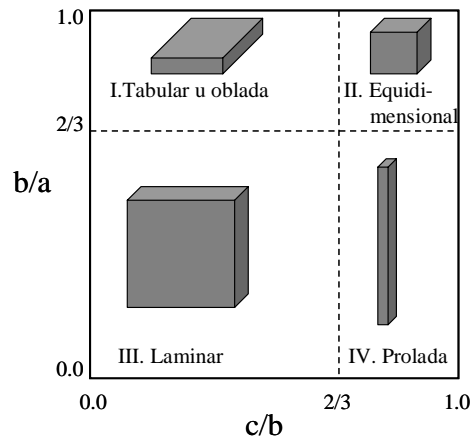 1.0
I.Tabular u oblada
II. Equidi-
mensional
2/3
b/a
III. Laminar
IV. Prolada
0.0
0.0
2/3
1.0
c/b